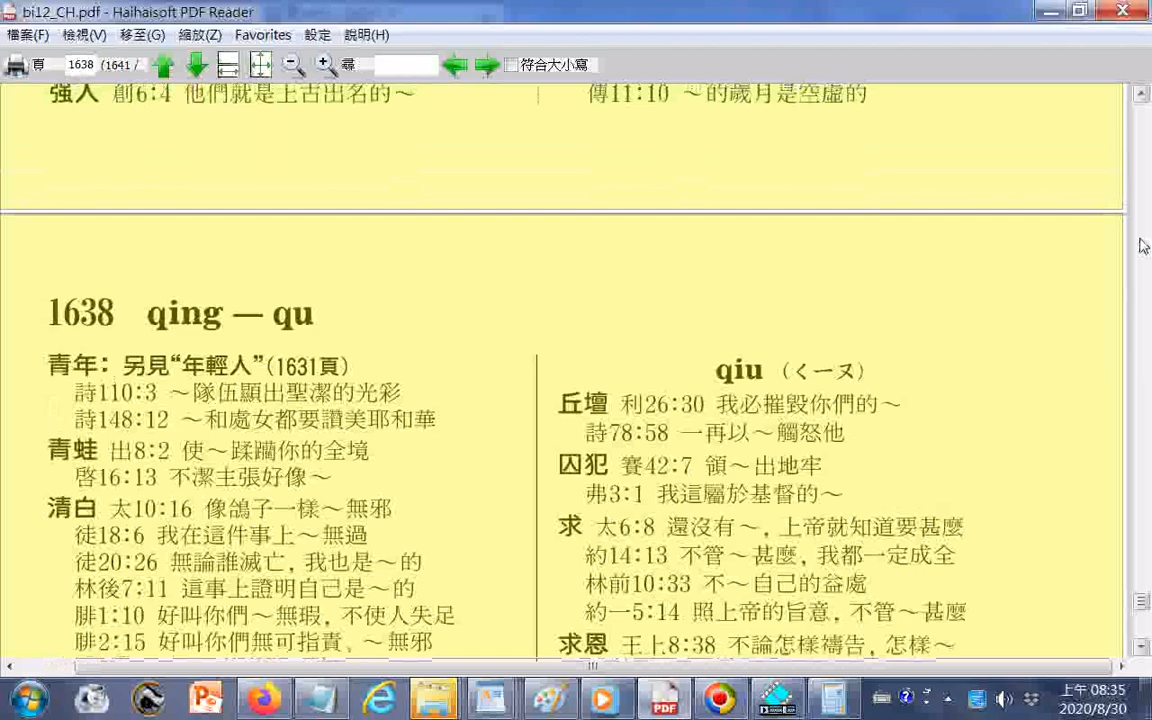 bi12_CH.pdf - Haihaisoft PDF Reader
檔案(F) 檢視(V) 移至(G) 縮放(Z) Favorites 設定 說明(H)
頁 1638 (1641 / 尋 符合大小寫
強人 創6:4 他們就是上古出名的～
傳11:10 ～的歲月是空虛的
1638 qing — qu
青年：另見“年輕人”(1631頁)
詩110:3 ～隊伍顯出聖潔的光彩
詩148:12 ～和處女都要讚美耶和華
青蛙 出8:2 使～蹂躪你的全境
啓16:13 不潔主張好像～
清白 太10:16 像鴿子一樣～無邪
徒18:6 我在這件事上～無過
徒20:26 無論誰滅亡，我也是～的
林後7:11 這事上證明自己是～的
腓1:10 好叫你們～無瑕，不使人失足
腓2:15 好叫你們無可指責、～無邪
qiu （ㄑㄧㄡ）
丘壇 利26:30 我必摧毀你們的～
詩78:58 一再以～觸怒他
囚犯 賽42:7 領～出地牢
弗3:1 我這屬於基督的～
求 太6:8 還沒有～，上帝就知道要甚麼
約14:13 不管～甚麼，我都一定成全
林前10:33 不～自己的益處
約一5:14 照上帝的旨意，不管～甚麼
求恩 王上8:38 不論怎樣禱告，怎樣～
上午 08:35
2020/8/30